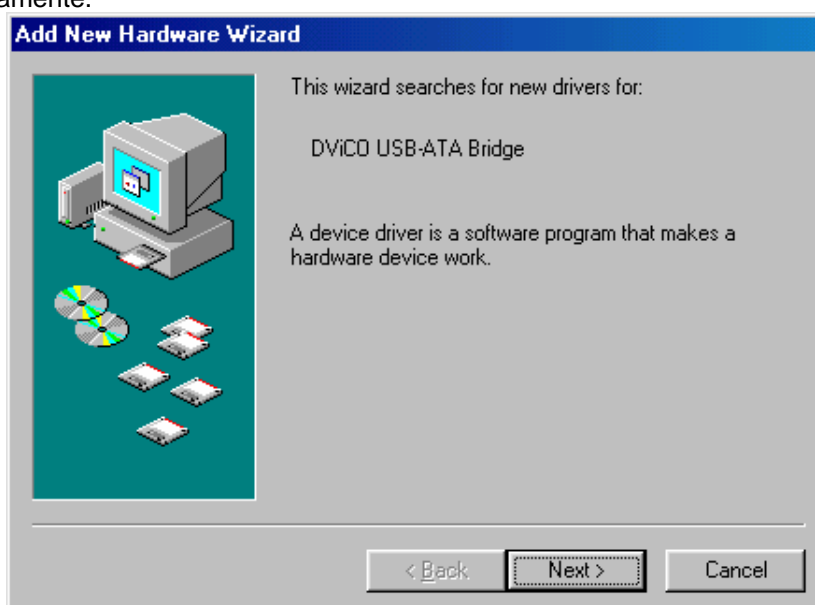 Add New Hardware Wizard
This wizard searches for new drivers for:
DViCO USB-ATA Bridge
A device driver is a software program that makes a
hardware device work.
< Back
Next >
Cancel